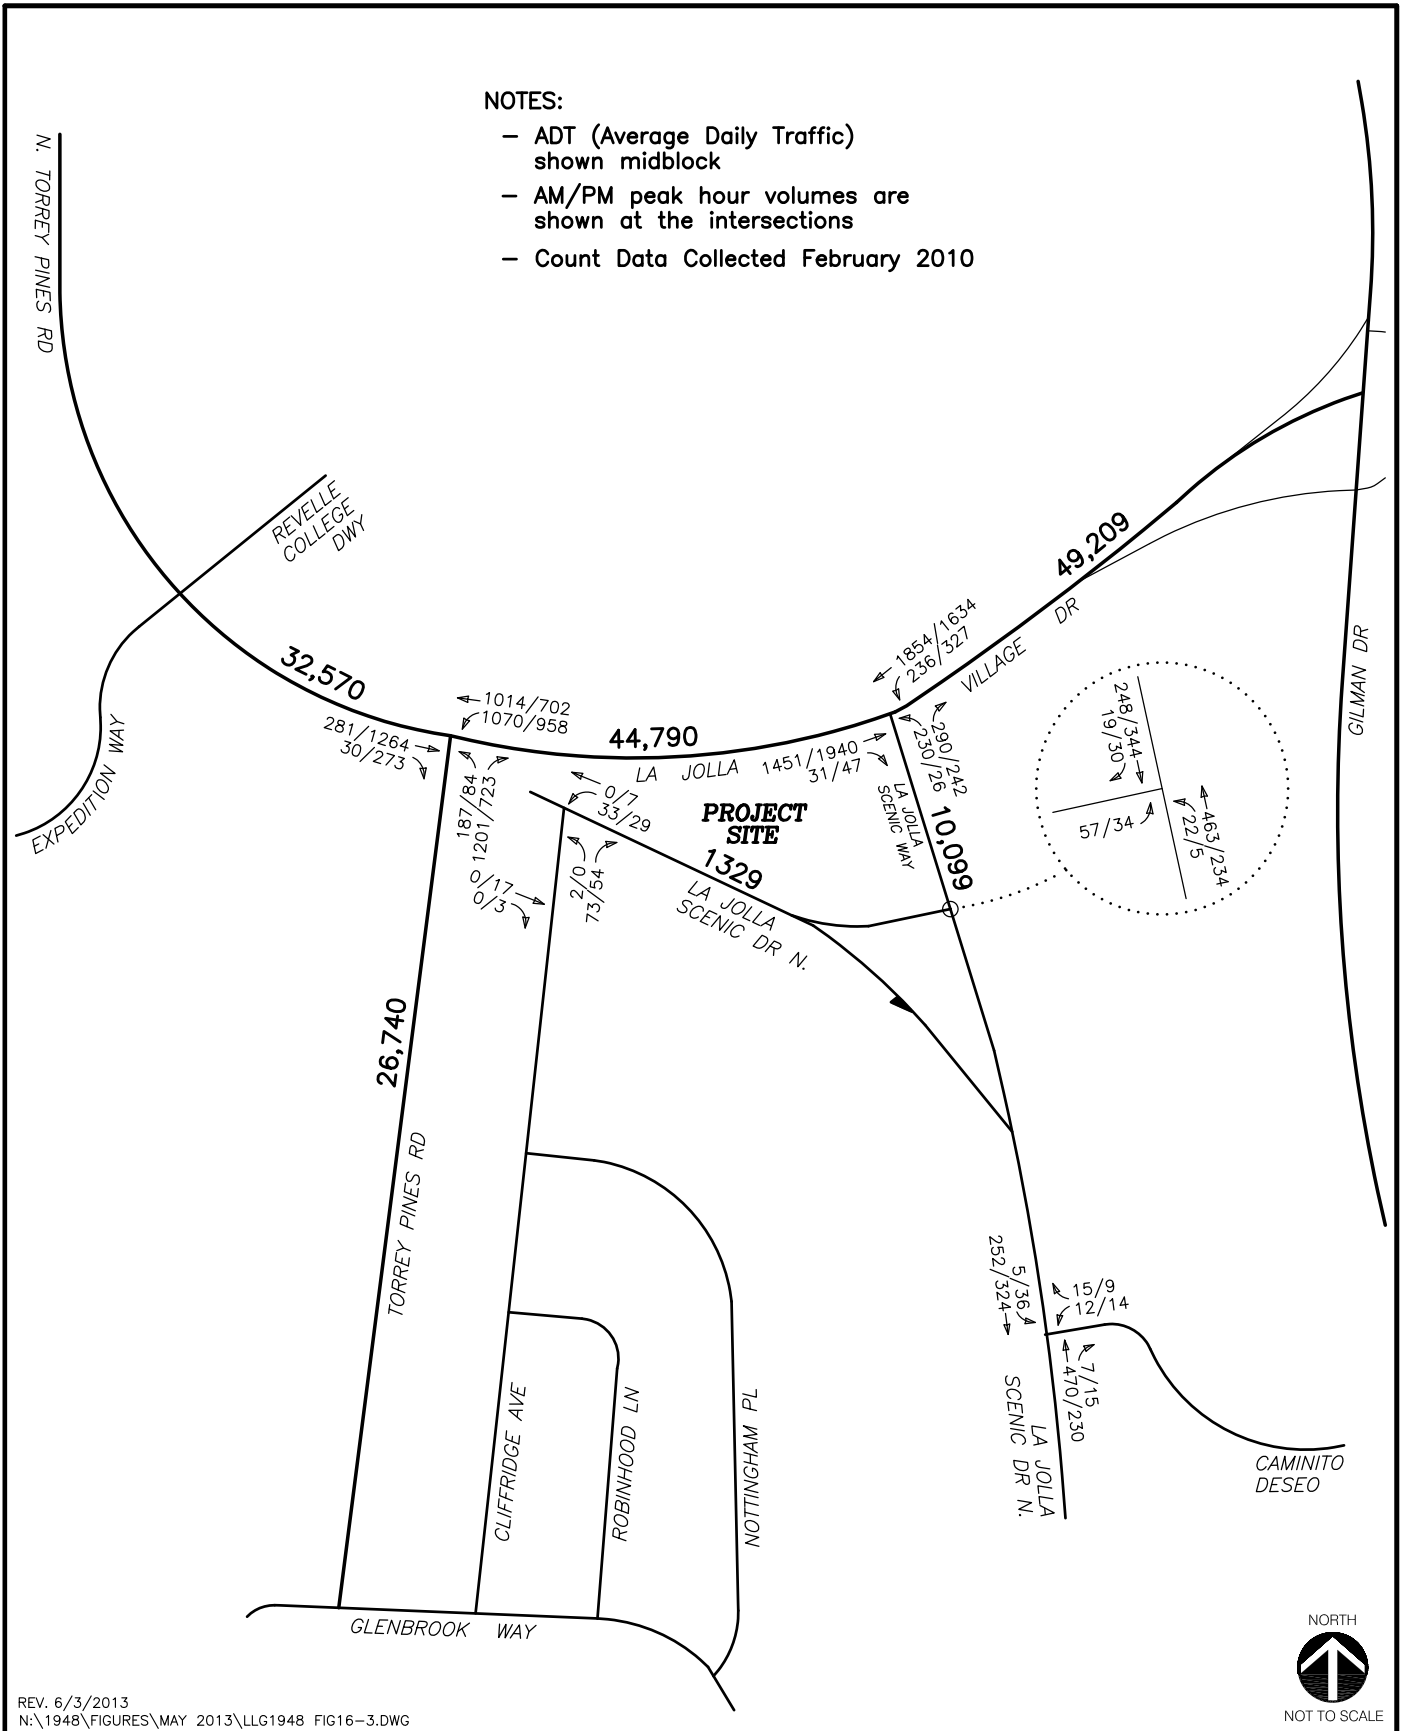 NOTES:
– ADT (Average Daily Traffic)
shown midblock
– AM/PM peak hour volumes are
shown at the intersections
– Count Data Collected February 2010
N. TORREY PINES RD
REVELLE
COLLEGE
DWY
EXPEDITION WAY
32,570
281/1264
30/273
1014/702
1070/958
187/84
1201/723
44,790
LA JOLLA
VILLAGE DR
49,209
1854/1634
236/327
1451/1940
31/47
230/26
290/242
LA JOLLA
SCENIC WAY
10,099
GILMAN DR
248/344
19/30
57/34
463/234
22/5
PROJECT
SITE
0/7
33/29
0/17
0/3
2/0
73/54
1329
LA JOLLA
SCENIC DR N.
26,740
TORREY PINES RD
CLIFFRIDGE AVE
ROBINHOOD LN
NOTTINGHAM PL
GLENBROOK WAY
5/36
252/324
15/9
12/14
7/15
470/230
LA JOLLA
SCENIC DR N.
CAMINITO
DESEO
NORTH
NOT TO SCALE
REV. 6/3/2013
N:\1948\FIGURES\MAY 2013\LLG1948 FIG16-3.DWG